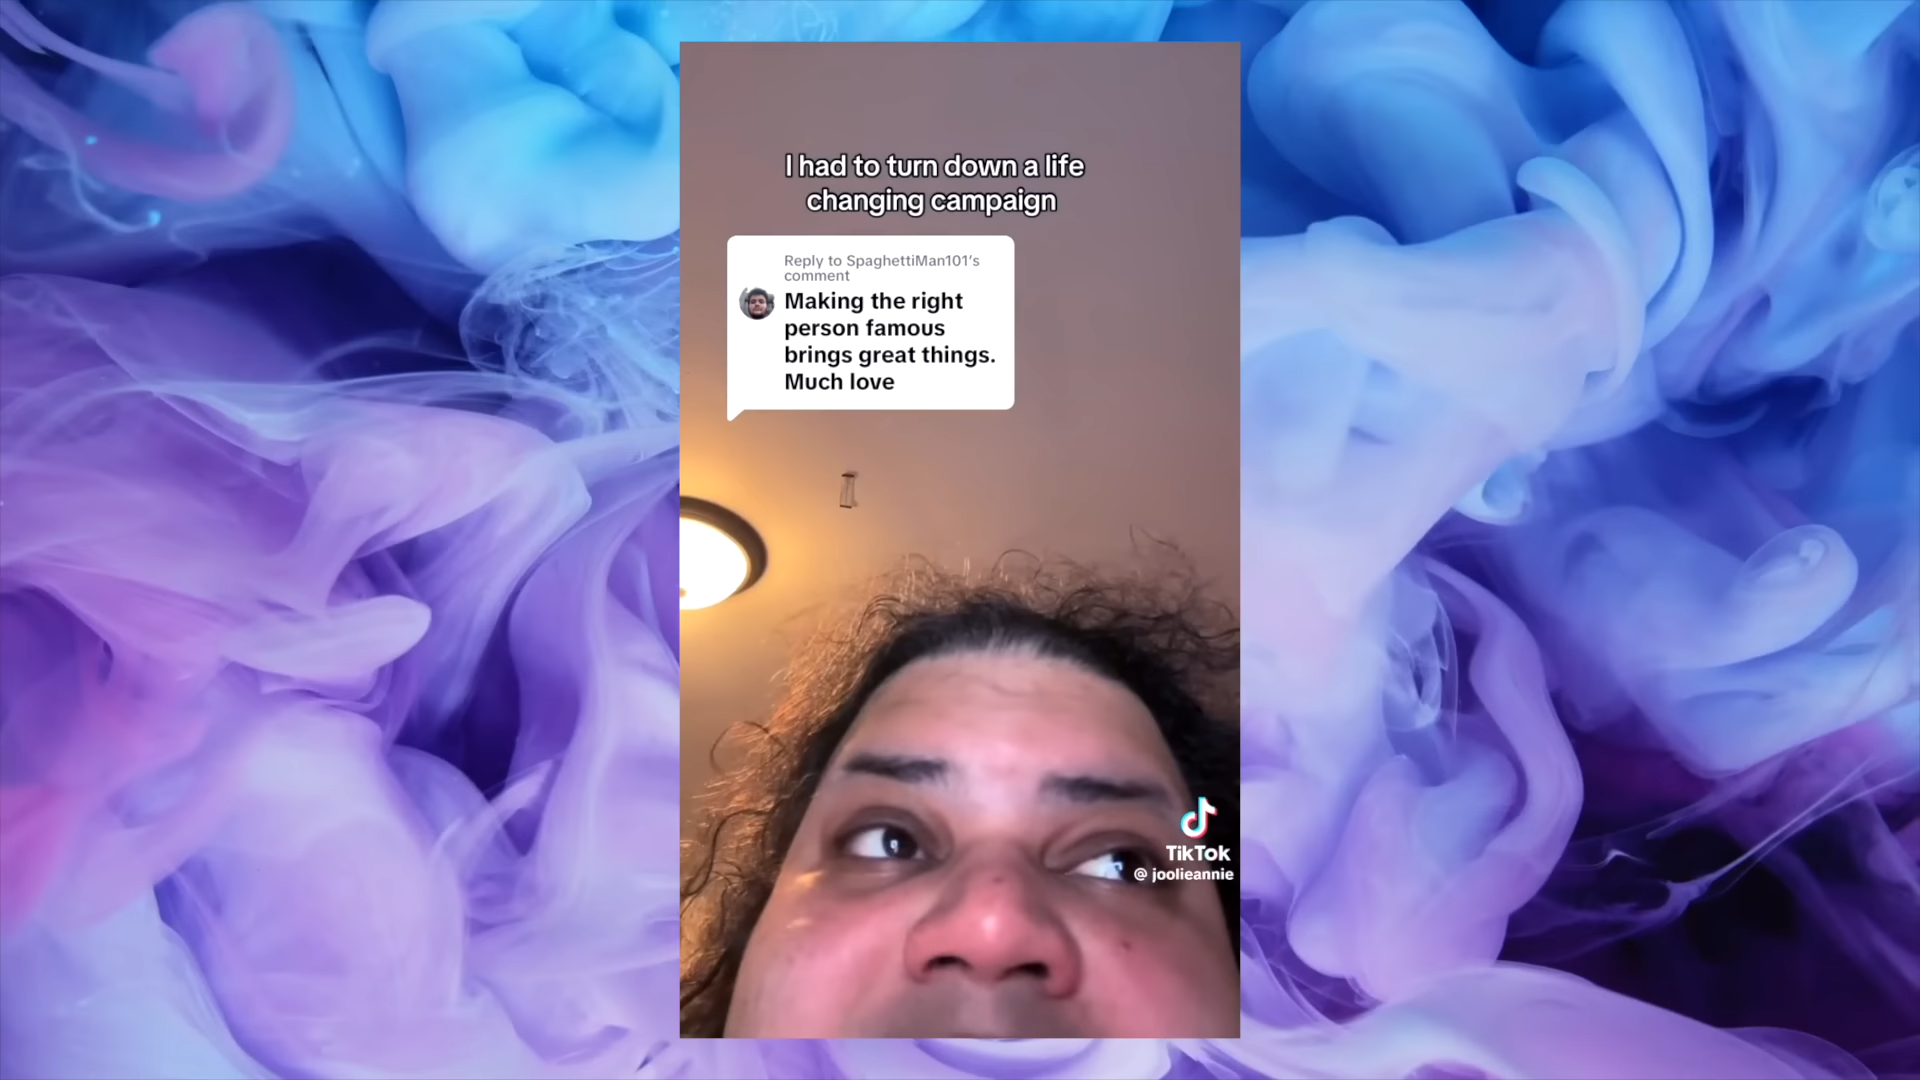 I had to turn down a life
changing campaign
Reply to SpaghettiMan101's
comment
Making the right
person famous
brings great things.
Much love
TikTok
@ joolieannie